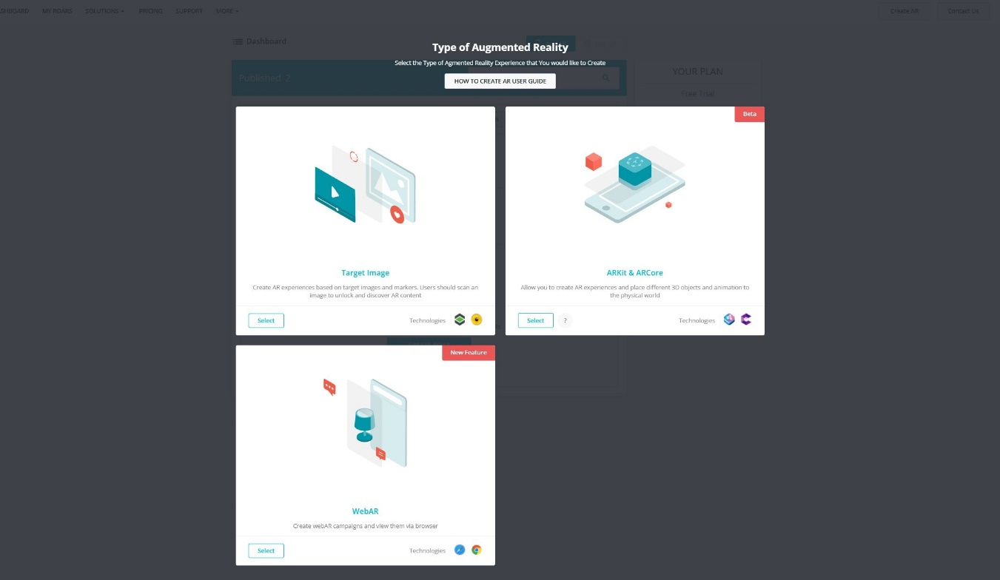 SHBOARD MY ROARS SOLUTIONS PRICING SUPPORT MORE Create AR Contact Us
Dashboard
Type of Augmented Reality
Select the Type of Agmented Reality Experience that You would like to Create
Published 2
HOW TO CREATE AR USER GUIDE
YOUR PLAN
Free Trial
Beta
Target Image
Create AR experiences based on target images and markers. Users should scan an
image to unlock and discover AR content
Select Technologies
ARKit & ARCore
Allow you to create AR experiences and place different 3D objects and animation to
the physical world
Select ? Technologies
New Feature
WebAR
Create webAR campaigns and view them via browser
Select Technologies